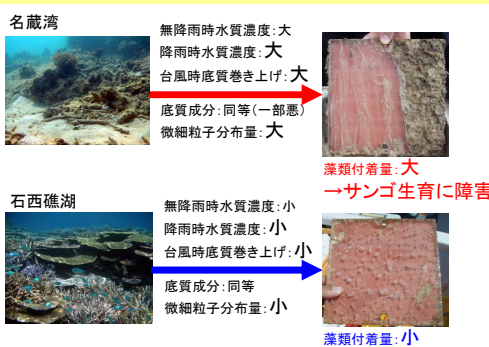 名蔵湾
無降雨時水質濃度:大
降雨時水質濃度:大
台風時底質巻き上げ:大
底質成分:同等(一部悪)
微細粒子分布量:大
藻類付着量:大
→サンゴ生育に障害
石西礁湖
無降雨時水質濃度:小
降雨時水質濃度:小
台風時底質巻き上げ:小
底質成分:同等
微細粒子分布量:小
藻類付着量:小